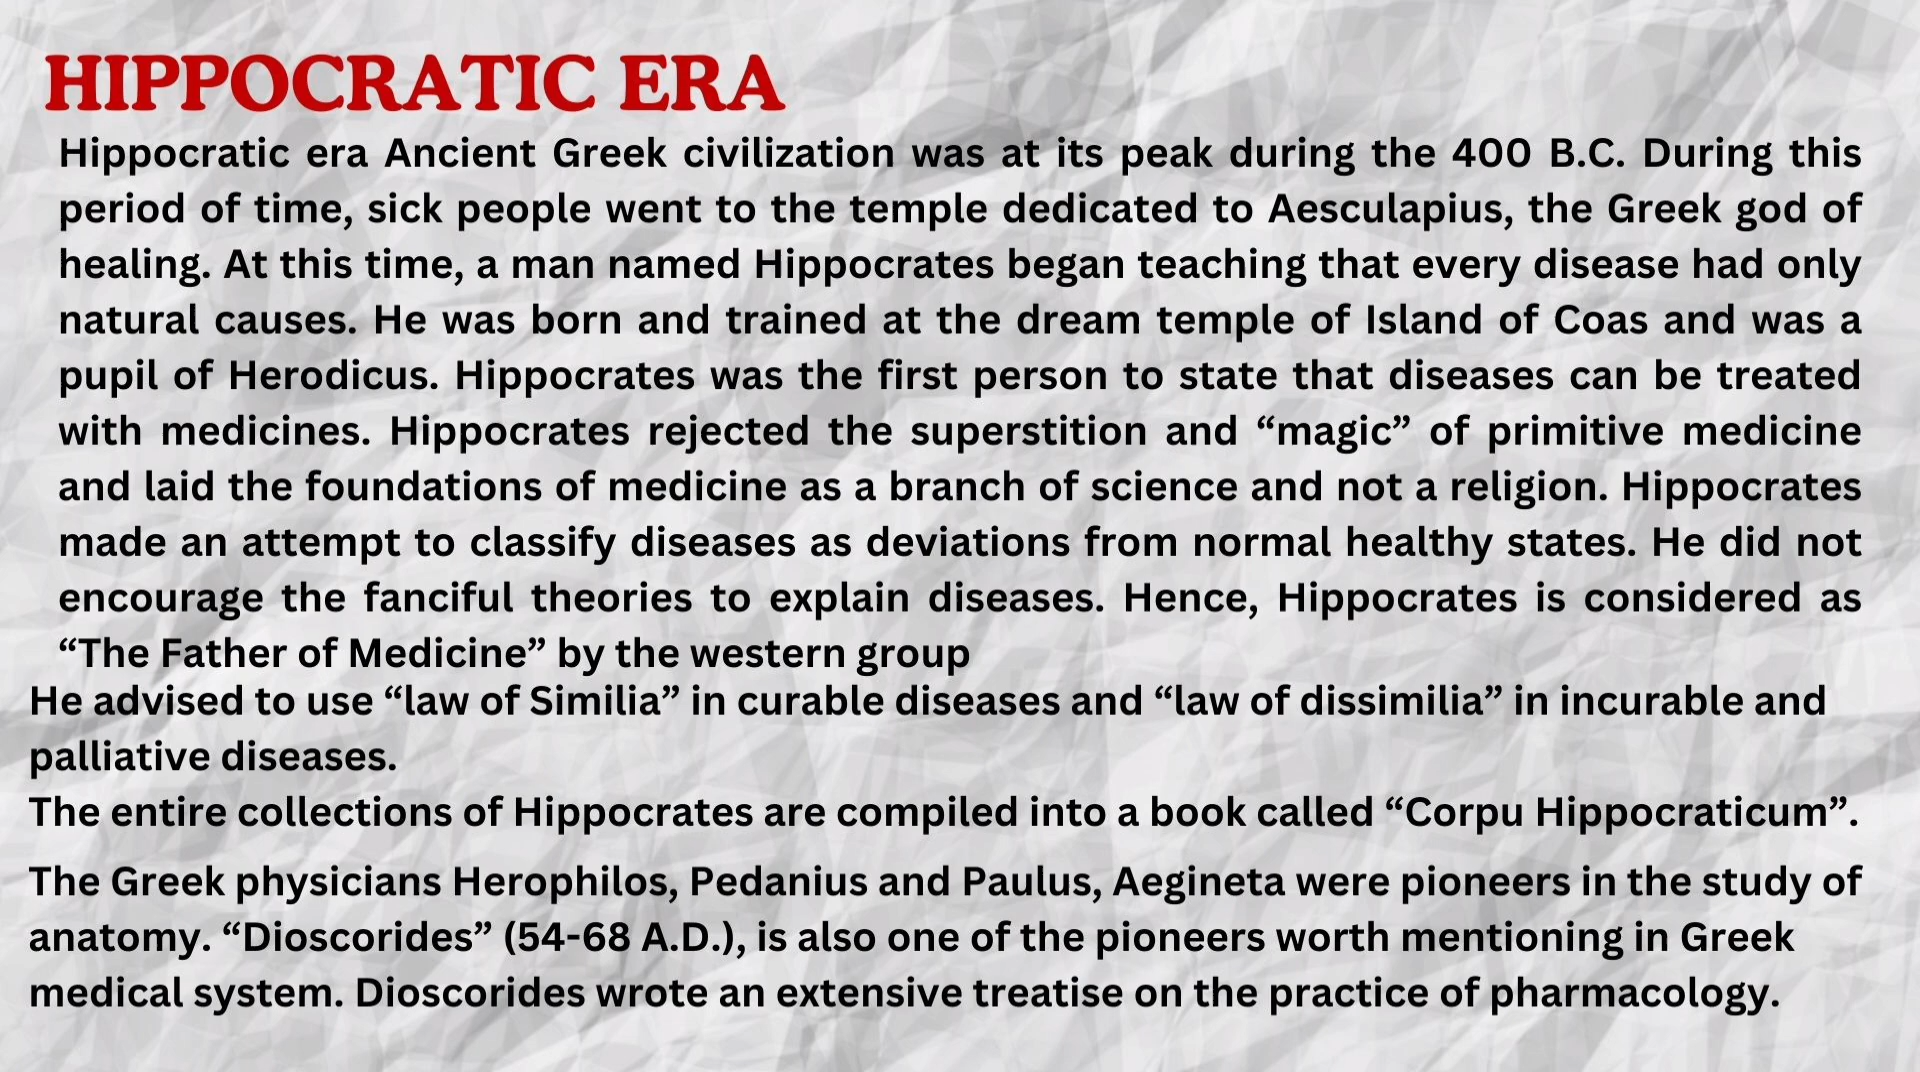 HIPPOCRATIC ERA
Hippocratic era Ancient Greek civilization was at its peak during the 400 B.C. During this
period of time, sick people went to the temple dedicated to Aesculapius, the Greek god of
healing. At this time, a man named Hippocrates began teaching that every disease had only
natural causes. He was born and trained at the dream temple of Island of Coas and was a
pupil of Herodicus. Hippocrates was the first person to state that diseases can be treated
with medicines. Hippocrates rejected the superstition and “magic” of primitive medicine
and laid the foundations of medicine as a branch of science and not a religion. Hippocrates
made an attempt to classify diseases as deviations from normal healthy states. He did not
encourage the fanciful theories to explain diseases. Hence, Hippocrates is considered as
“The Father of Medicine” by the western group
He advised to use “law of Similia” in curable diseases and “law of dissimilia” in incurable and
palliative diseases.
The entire collections of Hippocrates are compiled into a book called “Corpu Hippocraticum”.
The Greek physicians Herophilos, Pedanius and Paulus, Aegineta were pioneers in the study of
anatomy. “Dioscorides” (54-68 A.D.), is also one of the pioneers worth mentioning in Greek
medical system. Dioscorides wrote an extensive treatise on the practice of pharmacology.